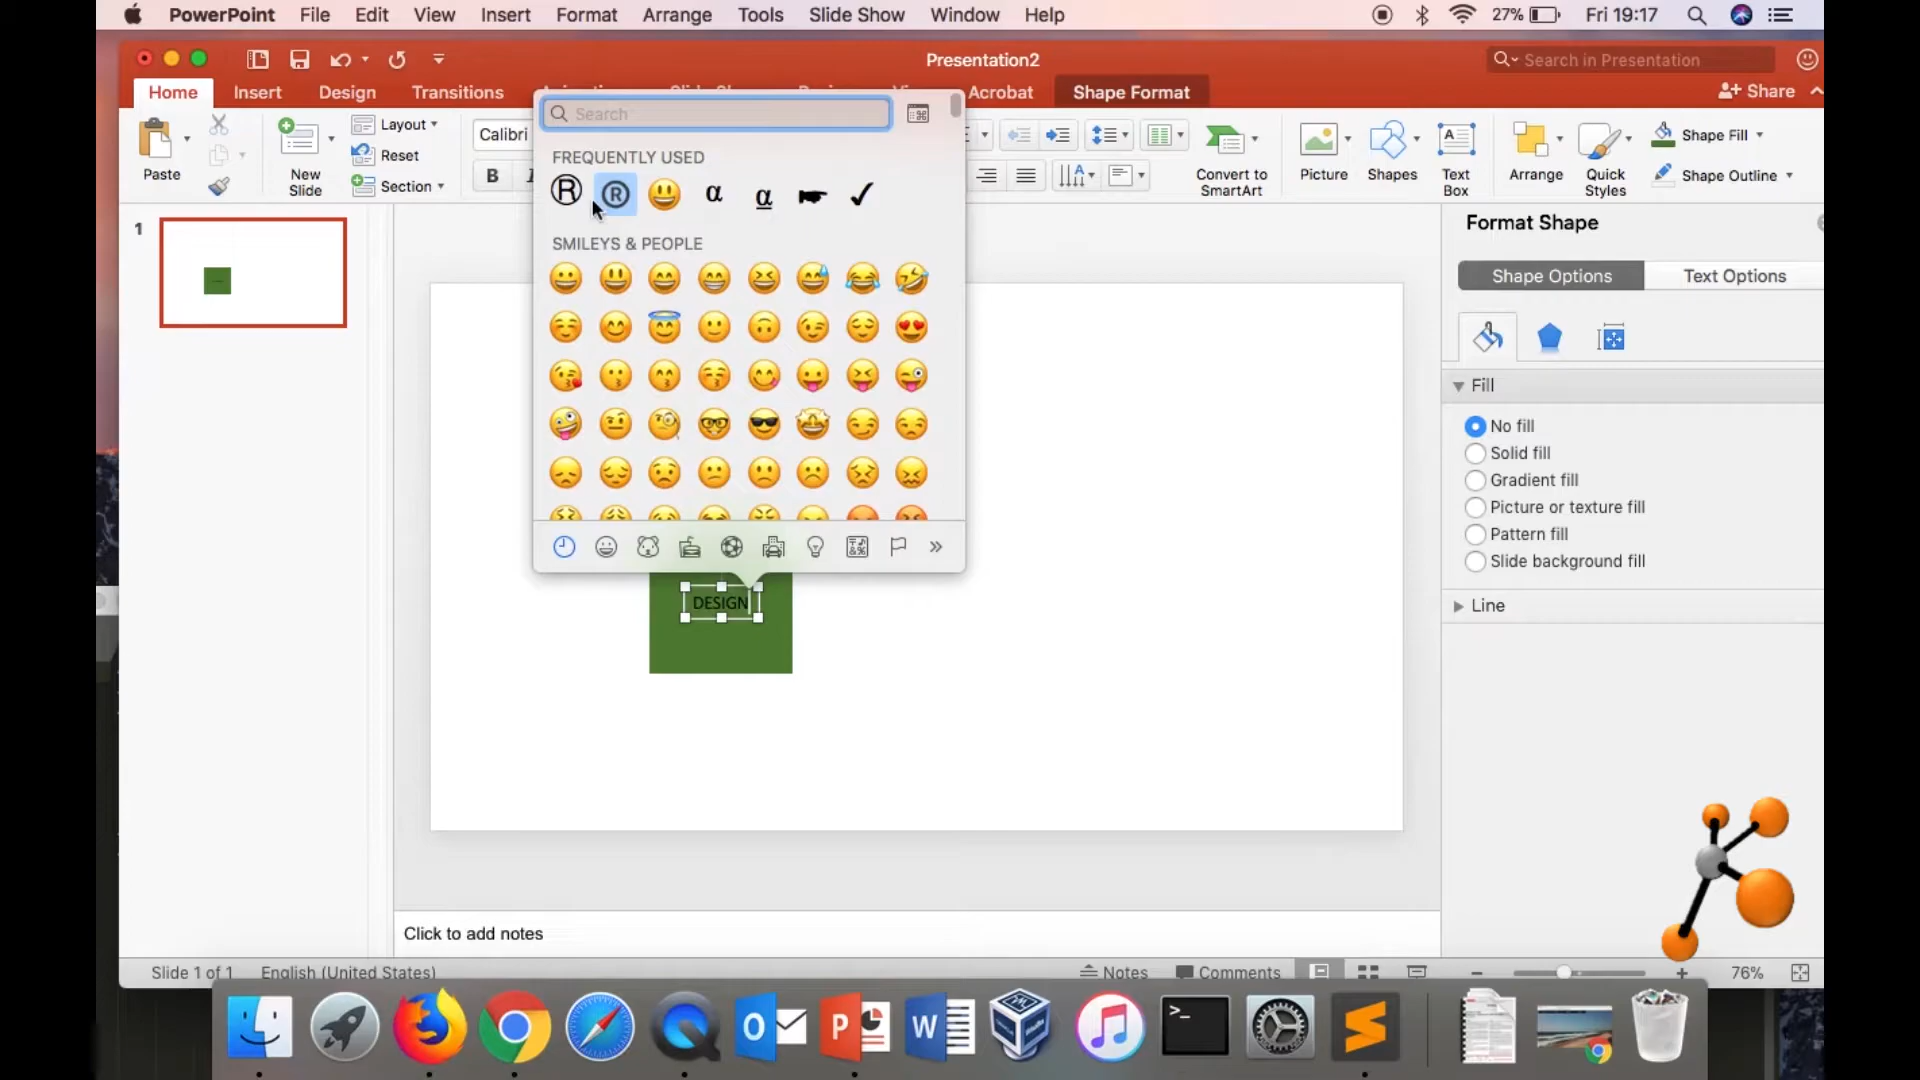 PowerPoint File Edit View Insert Format Arrange Tools Slide Show Window Help 27% Fri 19:17
Presentation2 Search in Presentation
Home Insert Design Transitions Acrobat Shape Format Share
Search
Paste
New
Slide
Layout
Reset
Section
Calibri
B
Convert to
SmartArt
Picture
Shapes
Text
Box
Arrange
Quick
Styles
Shape Fill
Shape Outline
FREQUENTLY USED
® ® α α ✓
SMILEYS & PEOPLE
1
DESIGN
Format Shape
Shape Options Text Options
Fill
No fill
Solid fill
Gradient fill
Picture or texture fill
Pattern fill
Slide background fill
Line
Click to add notes
Slide 1 of 1 English (United States) Notes Comments 76%